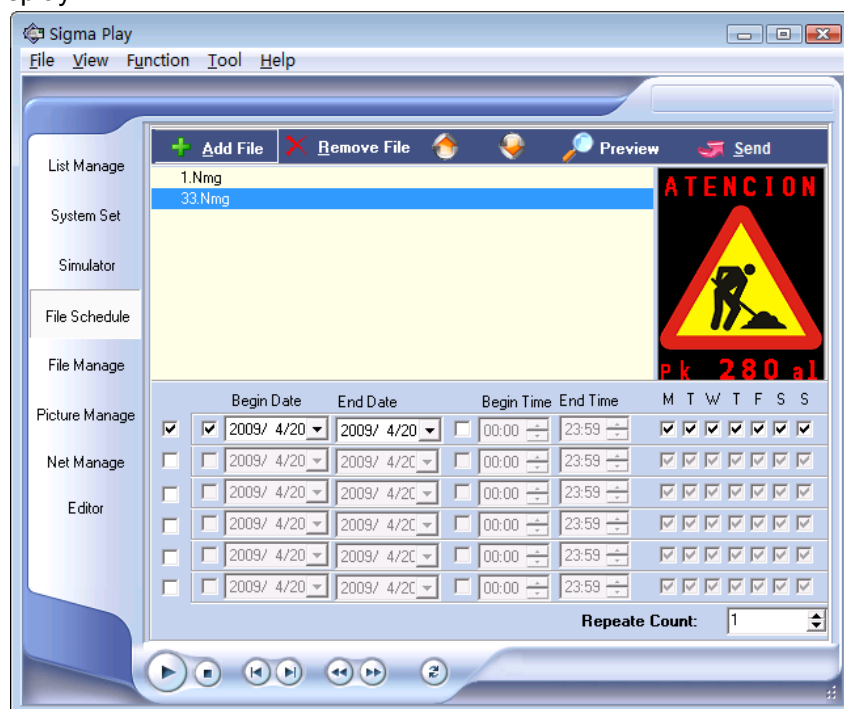 Sigma Play
File View Function Tool Help
Add File Remove File Preview Send
List Manage
System Set
Simulator
File Schedule
File Manage
Picture Manage
Net Manage
Editor
1.Nmg
33.Nmg
ATENCION
Pk 280 al
Begin Date End Date Begin Time End Time M T W T F S S
2009/ 4/20 2009/ 4/20 00:00 23:59
2009/ 4/20 2009/ 4/20 00:00 23:59
2009/ 4/20 2009/ 4/20 00:00 23:59
2009/ 4/20 2009/ 4/20 00:00 23:59
2009/ 4/20 2009/ 4/20 00:00 23:59
2009/ 4/20 2009/ 4/20 00:00 23:59
Repeate Count: 1